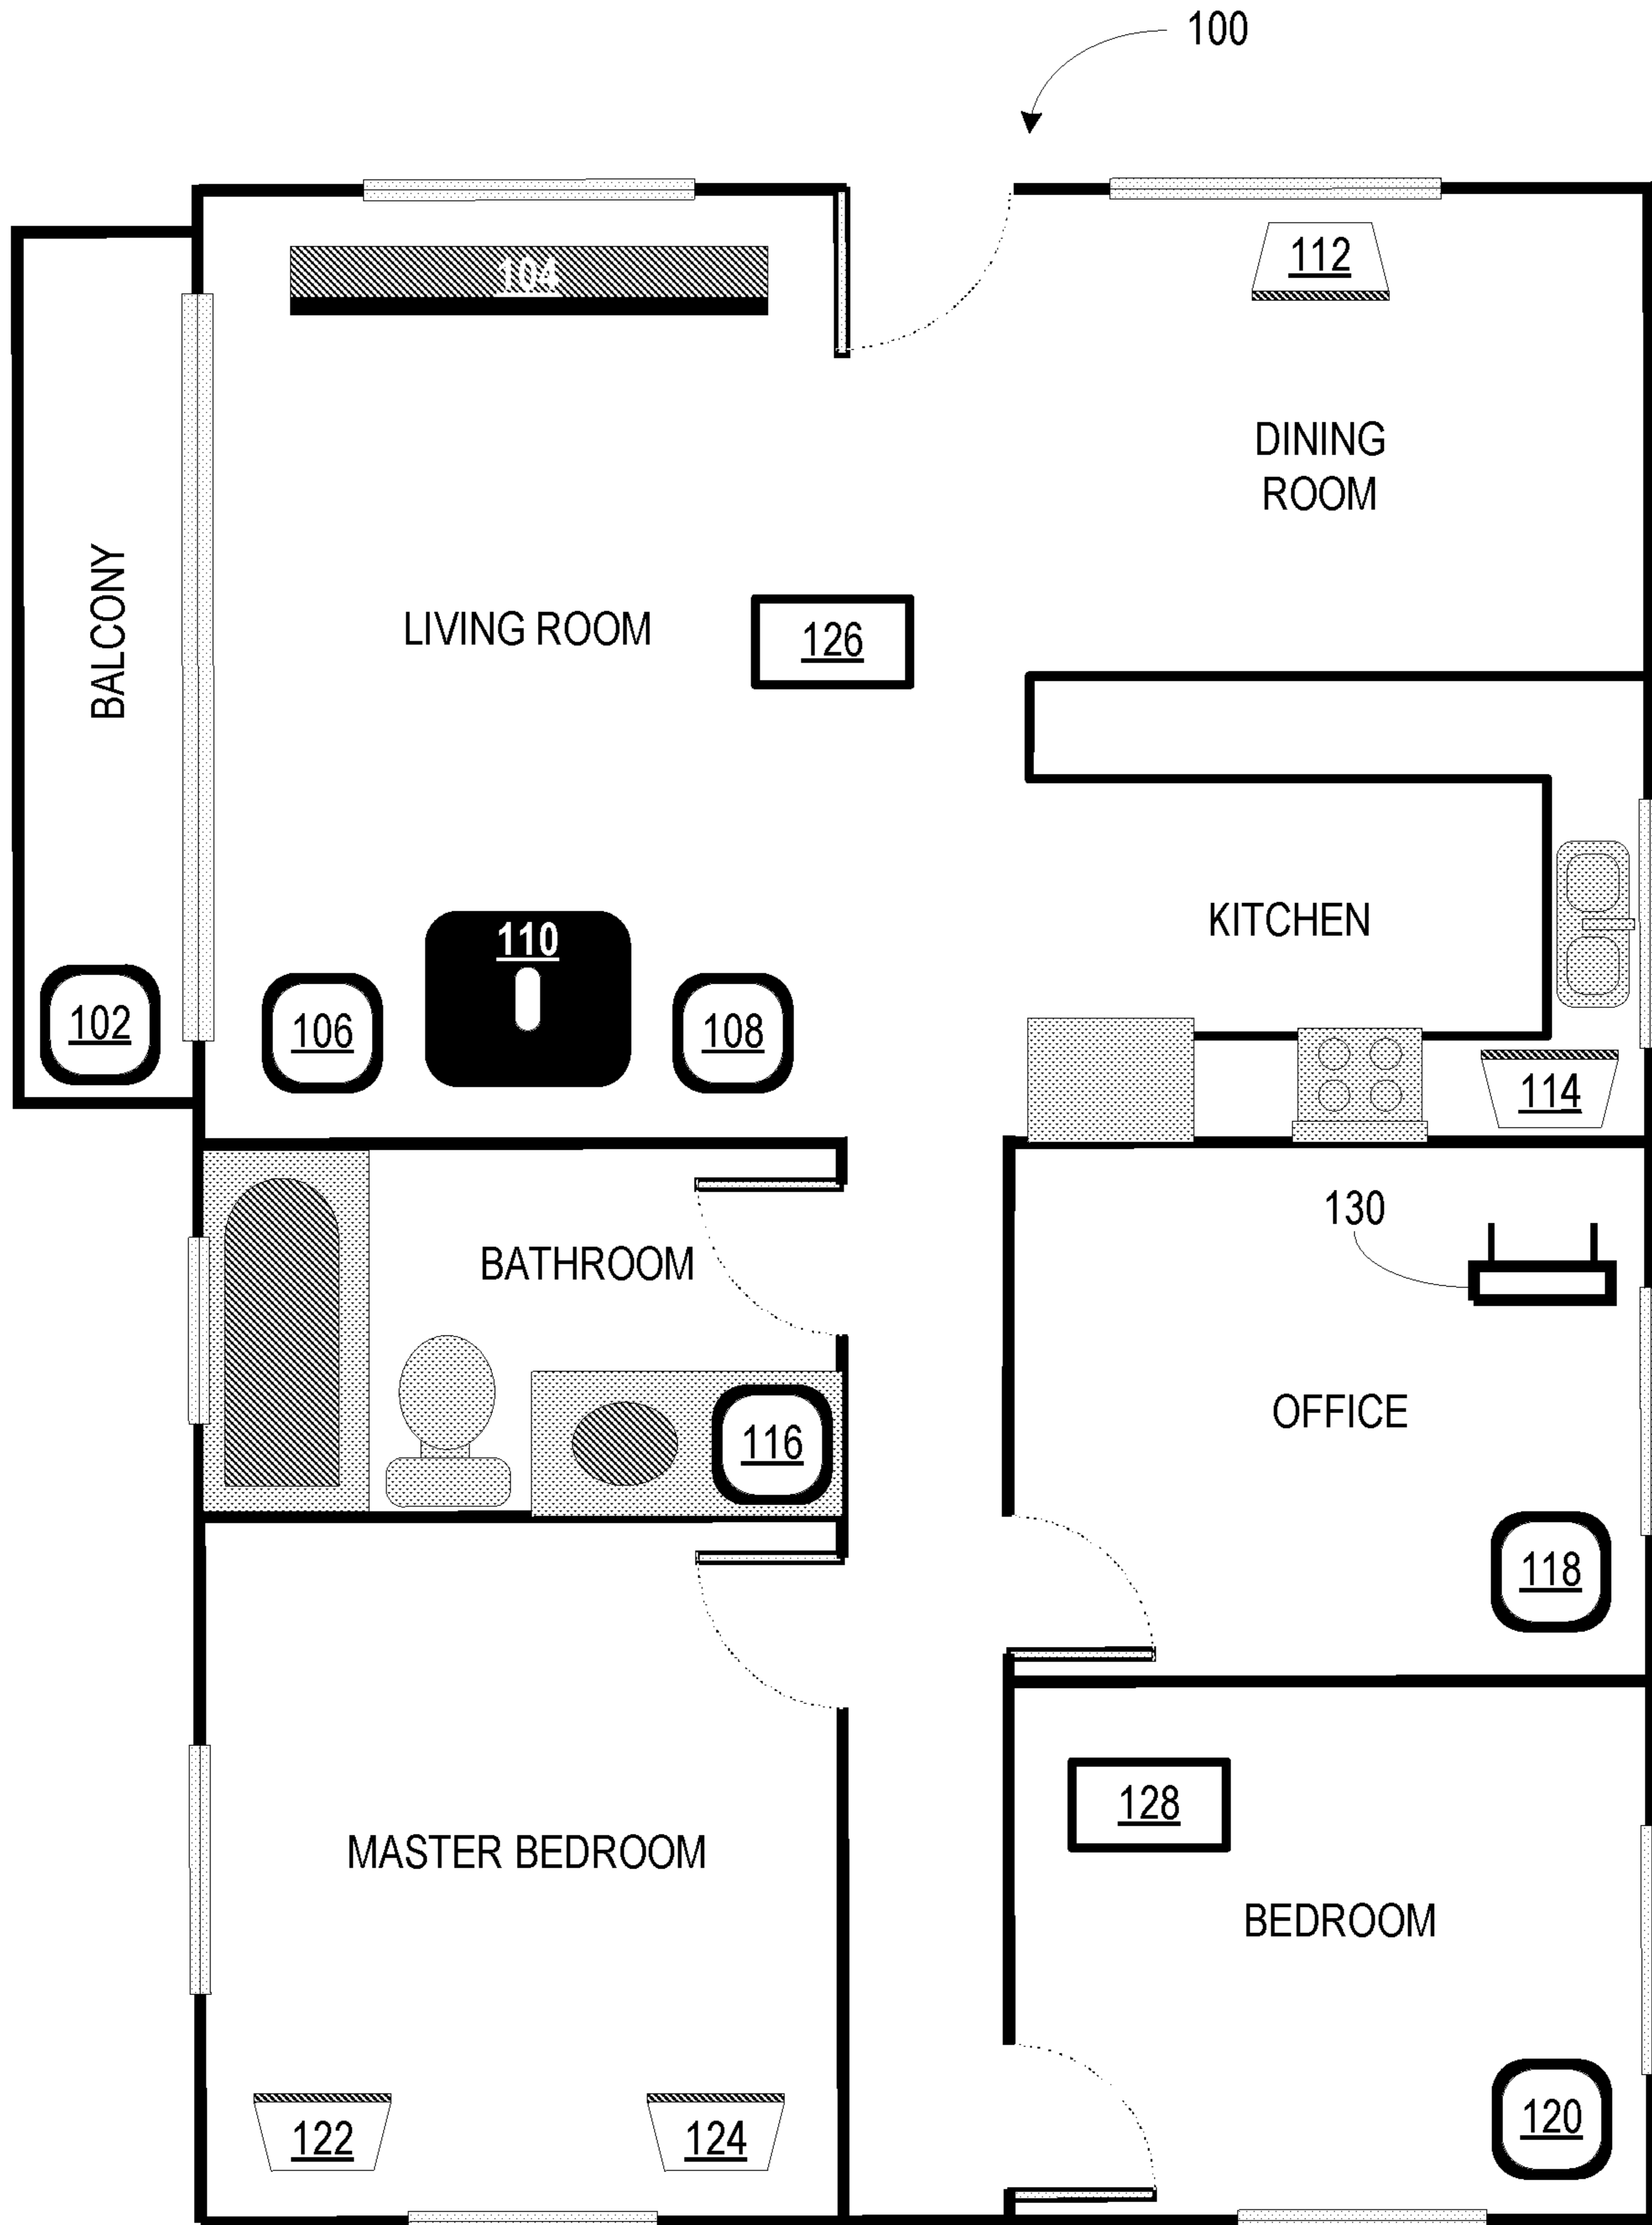 100
104
112
DINING
ROOM
BALCONY
LIVING ROOM
126
110
KITCHEN
102
106
108
114
130
BATHROOM
OFFICE
116
118
128
MASTER BEDROOM
BEDROOM
122
124
120